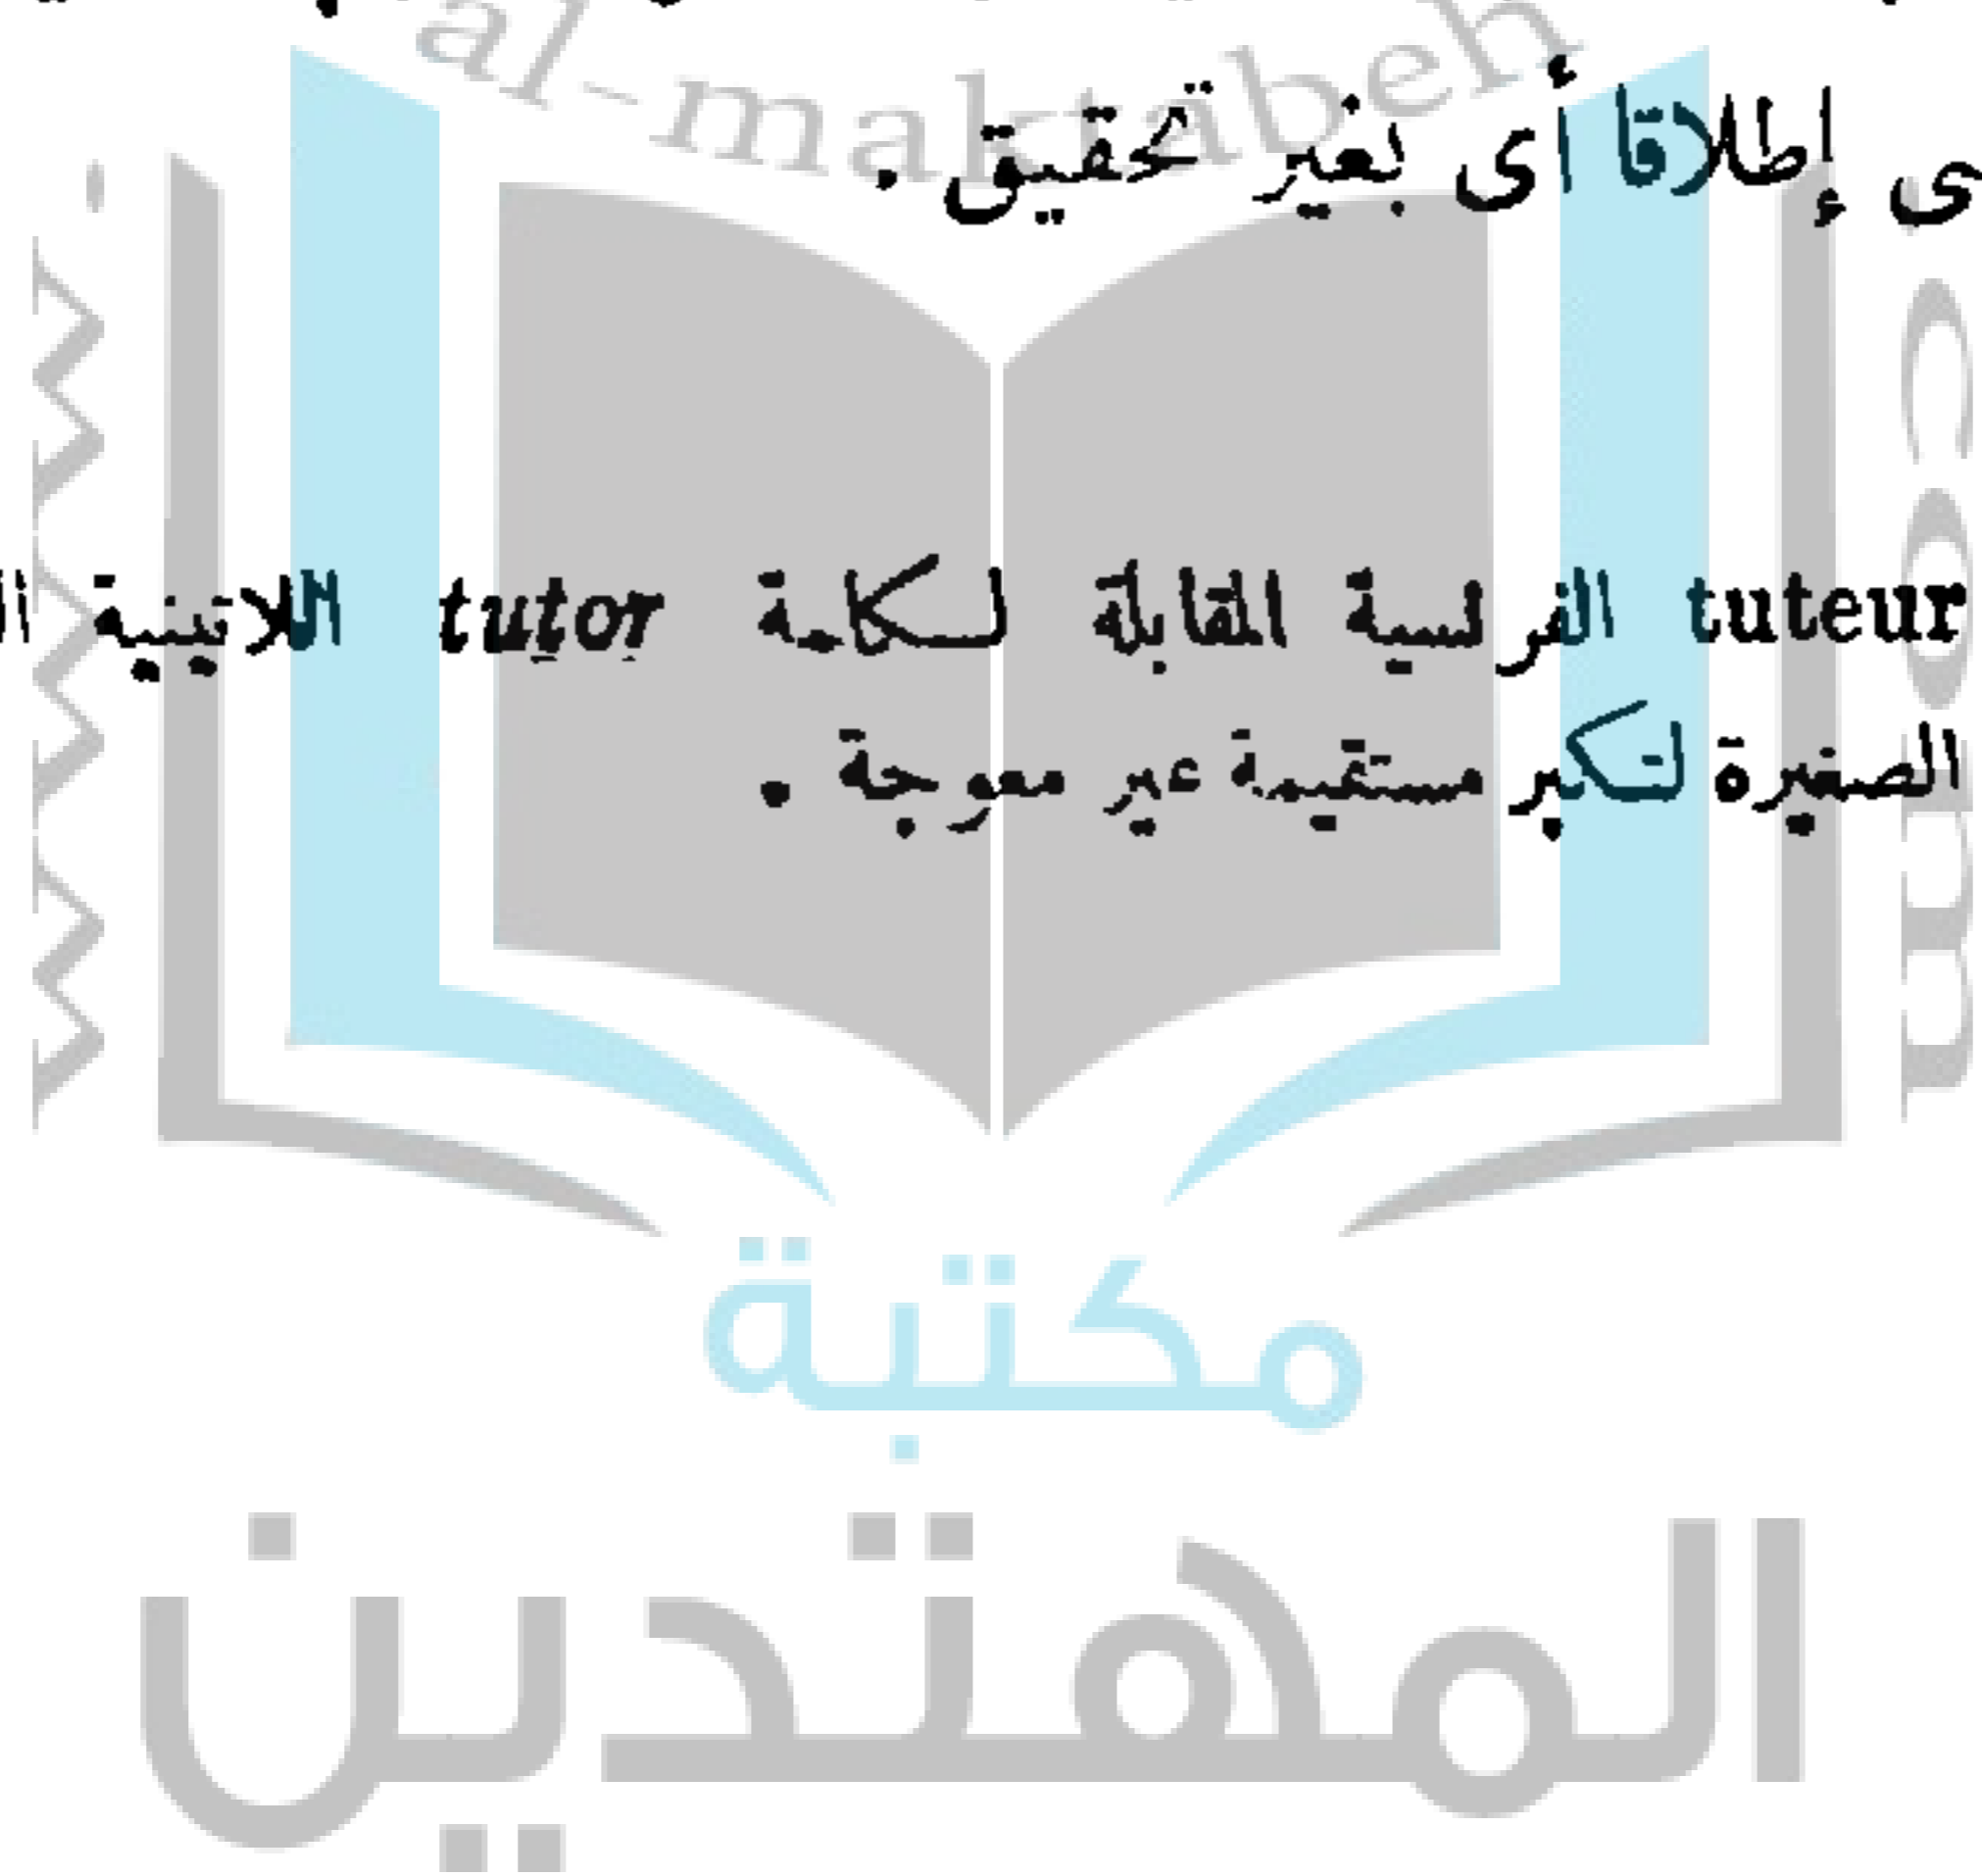 al-maktabeh
إطلاقا أى بغير تحقيق .
tuteur الفرنسية المقابلة لكلمة tutor اللاتينية
الصغيرة لتكبر مستقيمة غير معوجة .
مكتبة
المهتدين